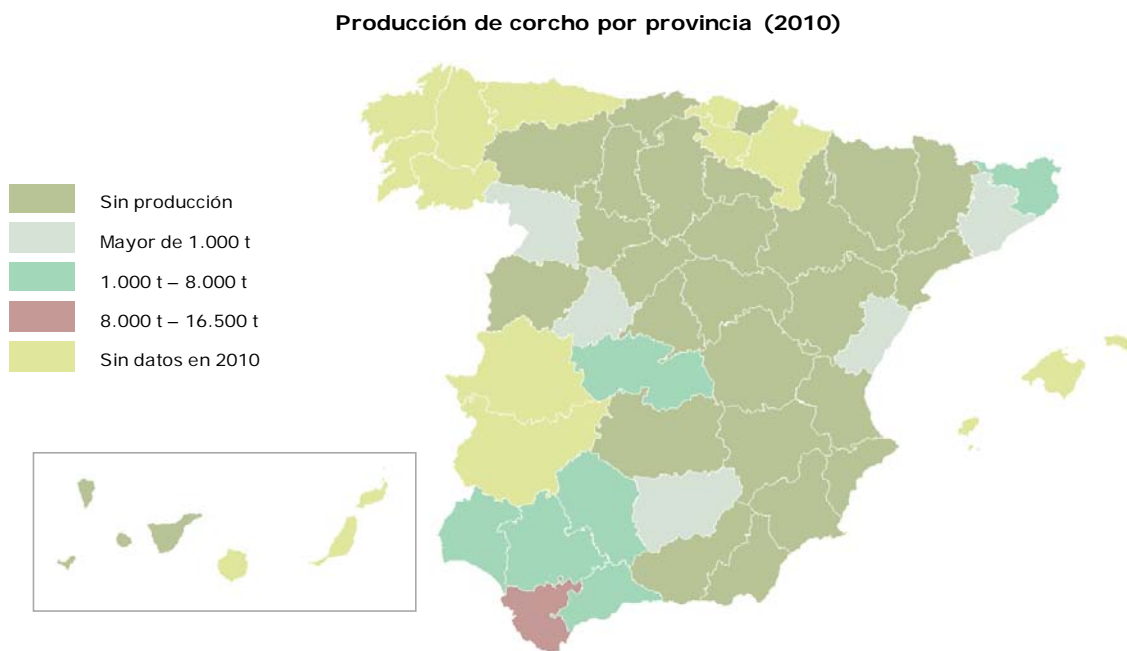 Producción de corcho por provincia (2010)
Sin producción
Mayor de 1.000 t
1.000 t – 8.000 t
8.000 t – 16.500 t
Sin datos en 2010